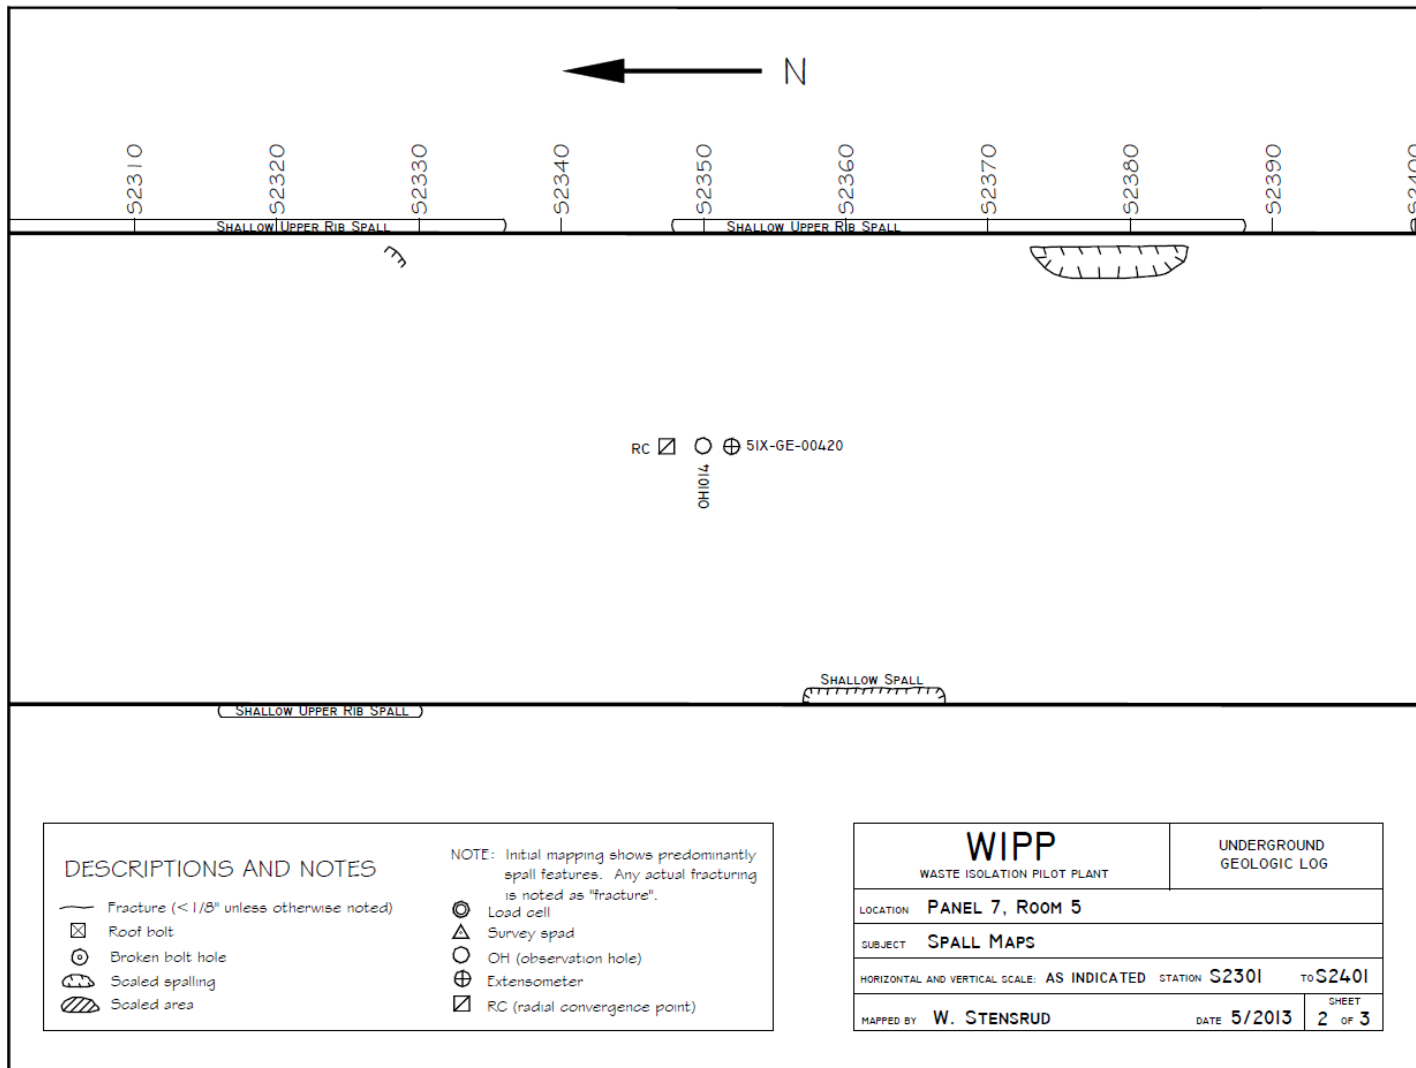 N
S2310
S2320
S2330
S2340
S2350
S2360
S2370
S2380
S2390
S2400
SHALLOW UPPER RIB SPALL
SHALLOW UPPER RIB SPALL
RC
OH1014
51X-GE-00420
SHALLOW SPALL
SHALLOW UPPER RIB SPALL
DESCRIPTIONS AND NOTES
Fracture (< 1/8" unless otherwise noted)
Roof bolt
Broken bolt hole
Scaled spalling
Scaled area
NOTE: Initial mapping shows predominantly
spall features. Any actual fracturing
is noted as "fracture".
Load cell
Survey spad
OH (observation hole)
Extensometer
RC (radial convergence point)
WIPP
WASTE ISOLATION PILOT PLANT
UNDERGROUND
GEOLOGIC LOG
LOCATION PANEL 7, ROOM 5
SUBJECT SPALL MAPS
HORIZONTAL AND VERTICAL SCALE: AS INDICATED STATION S2301 TO S2401
MAPPED BY W. STENSRUD DATE 5/2013
SHEET
2 OF 3